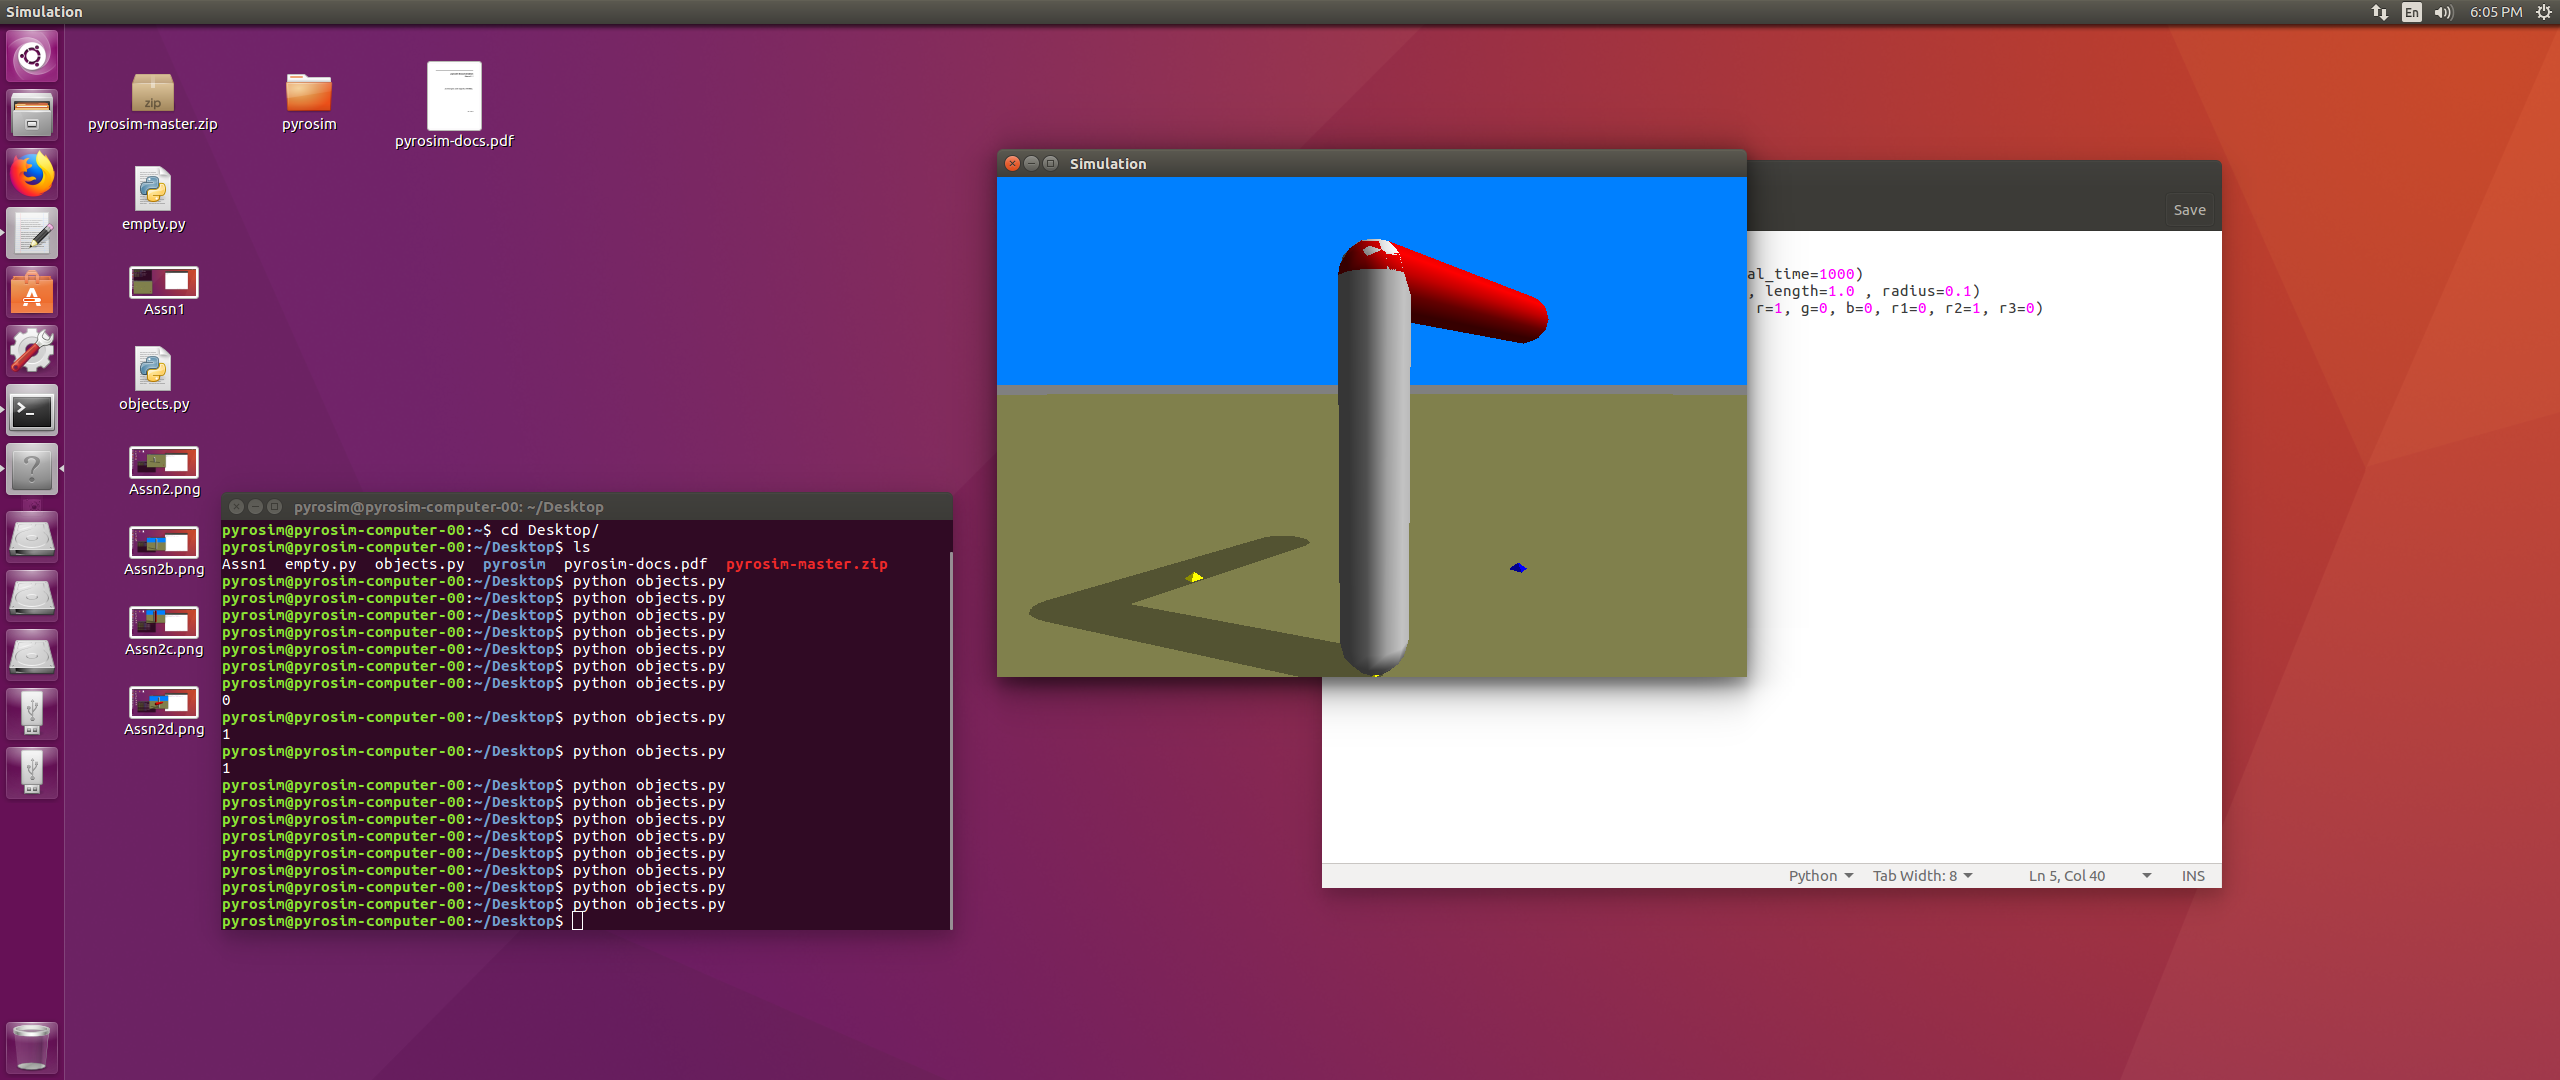 Simulation
En
6:05 PM
pyrosim-master.zip
pyrosim
pyrosim-docs.pdf
zip
empty.py
Assn1
objects.py
Assn2.png
Assn2b.png
Assn2c.png
Assn2d.png
pyrosim@pyrosim-computer-00: ~/Desktop
pyrosim@pyrosim-computer-00:~$ cd Desktop/
pyrosim@pyrosim-computer-00:~/Desktop$ ls
Assn1 empty.py objects.py pyrosim pyrosim-docs.pdf pyrosim-master.zip
pyrosim@pyrosim-computer-00:~/Desktop$ python objects.py
pyrosim@pyrosim-computer-00:~/Desktop$ python objects.py
pyrosim@pyrosim-computer-00:~/Desktop$ python objects.py
pyrosim@pyrosim-computer-00:~/Desktop$ python objects.py
pyrosim@pyrosim-computer-00:~/Desktop$ python objects.py
pyrosim@pyrosim-computer-00:~/Desktop$ python objects.py
pyrosim@pyrosim-computer-00:~/Desktop$ python objects.py
0
pyrosim@pyrosim-computer-00:~/Desktop$ python objects.py
1
pyrosim@pyrosim-computer-00:~/Desktop$ python objects.py
1
pyrosim@pyrosim-computer-00:~/Desktop$ python objects.py
pyrosim@pyrosim-computer-00:~/Desktop$ python objects.py
pyrosim@pyrosim-computer-00:~/Desktop$ python objects.py
pyrosim@pyrosim-computer-00:~/Desktop$ python objects.py
pyrosim@pyrosim-computer-00:~/Desktop$ python objects.py
pyrosim@pyrosim-computer-00:~/Desktop$ python objects.py
pyrosim@pyrosim-computer-00:~/Desktop$ python objects.py
pyrosim@pyrosim-computer-00:~/Desktop$ python objects.py
pyrosim@pyrosim-computer-00:~/Desktop$
Simulation
Save
al_time=1000)
, length=1.0 , radius=0.1)
r=1, g=0, b=0, r1=0, r2=1, r3=0)
Python
Tab Width: 8
Ln 5, Col 40
INS